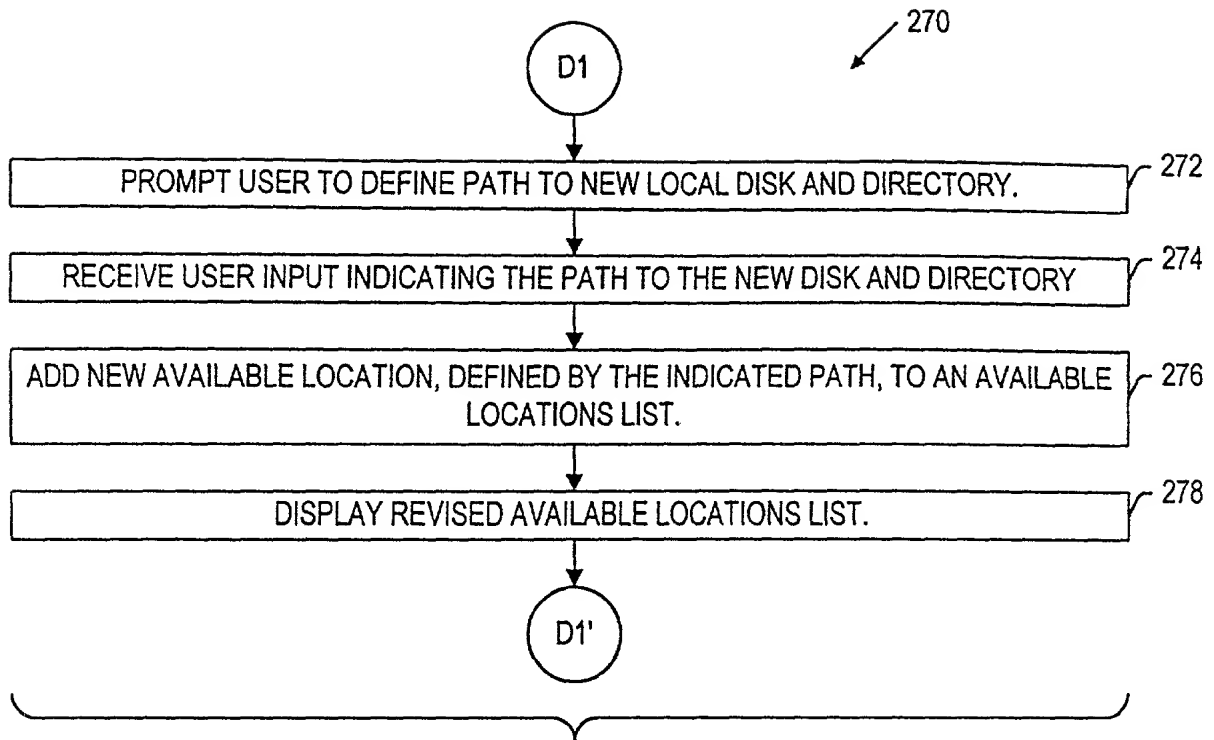 270
D1
PROMPT USER TO DEFINE PATH TO NEW LOCAL DISK AND DIRECTORY.
272
RECEIVE USER INPUT INDICATING THE PATH TO THE NEW DISK AND DIRECTORY
274
ADD NEW AVAILABLE LOCATION, DEFINED BY THE INDICATED PATH, TO AN AVAILABLE
LOCATIONS LIST.
276
DISPLAY REVISED AVAILABLE LOCATIONS LIST.
278
D1'